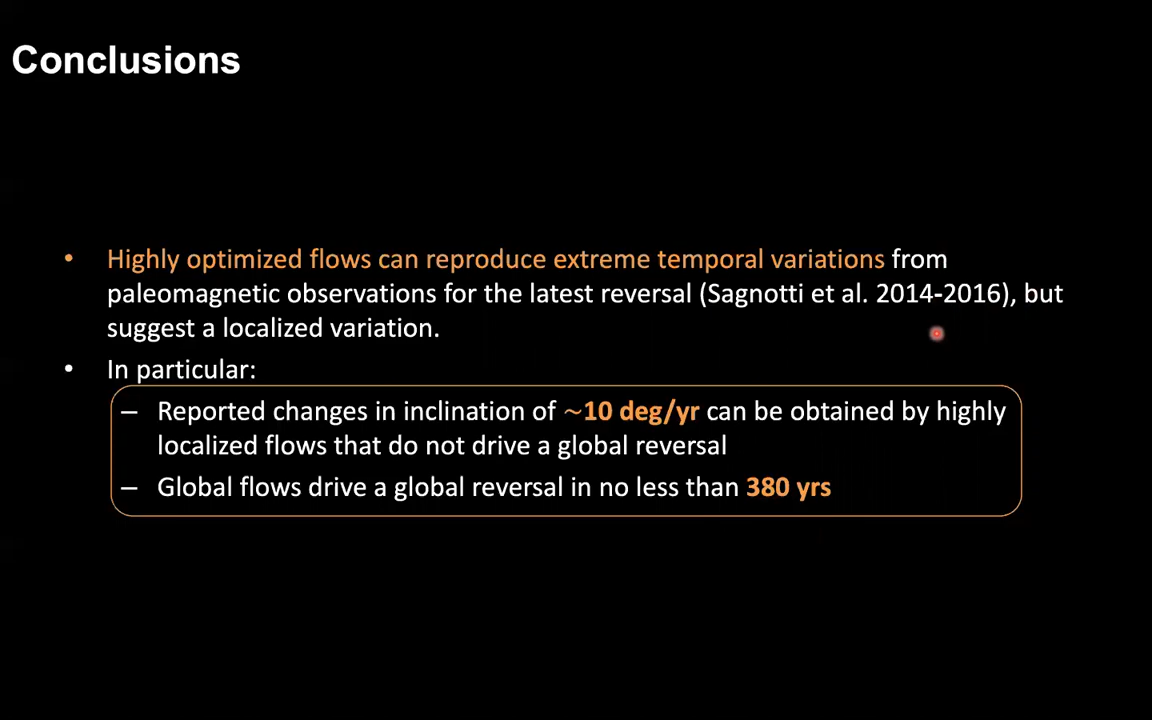 Conclusions
• Highly optimized flows can reproduce extreme temporal variations from
paleomagnetic observations for the latest reversal (Sagnotti et al. 2014-2016), but
suggest a localized variation.
• In particular:
– Reported changes in inclination of ~10 deg/yr can be obtained by highly
localized flows that do not drive a global reversal
– Global flows drive a global reversal in no less than 380 yrs